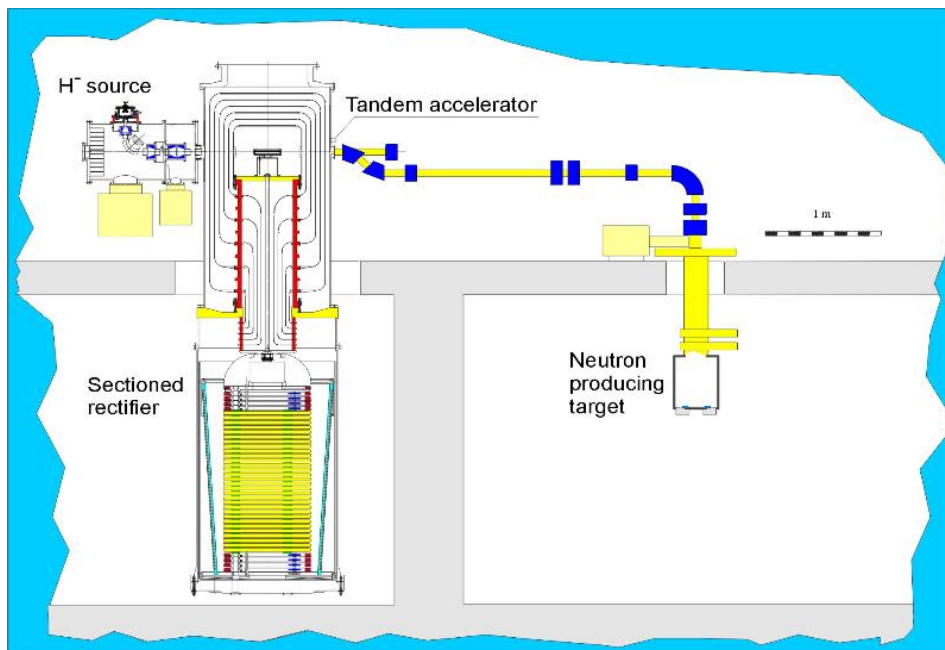 H⁻ source
Tandem accelerator
1 m
Sectioned
rectifier
Neutron
producing
target